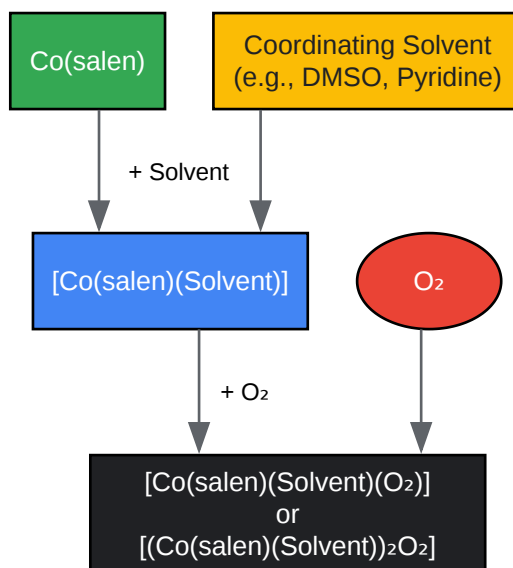 Co(salen)
Coordinating Solvent
(e.g., DMSO, Pyridine)
+ Solvent
[Co(salen)(Solvent)]
O₂
+ O₂
[Co(salen)(Solvent)(O₂)]
or
[(Co(salen)(Solvent))₂O₂]